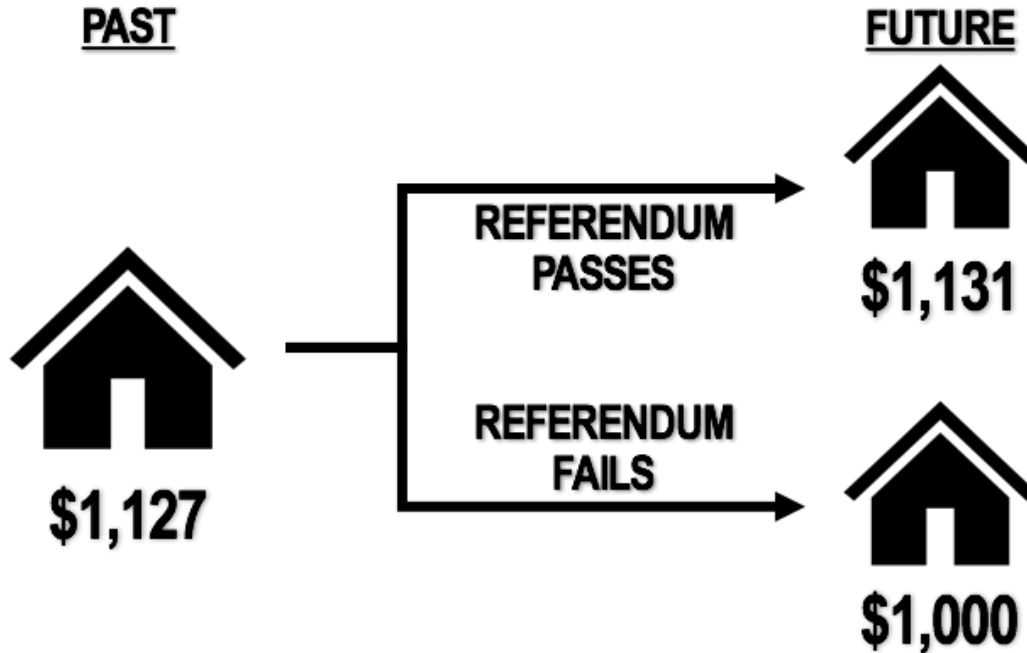 PAST
FUTURE
REFERENDUM
PASSES
$1,131
$1,127
REFERENDUM
FAILS
$1,000